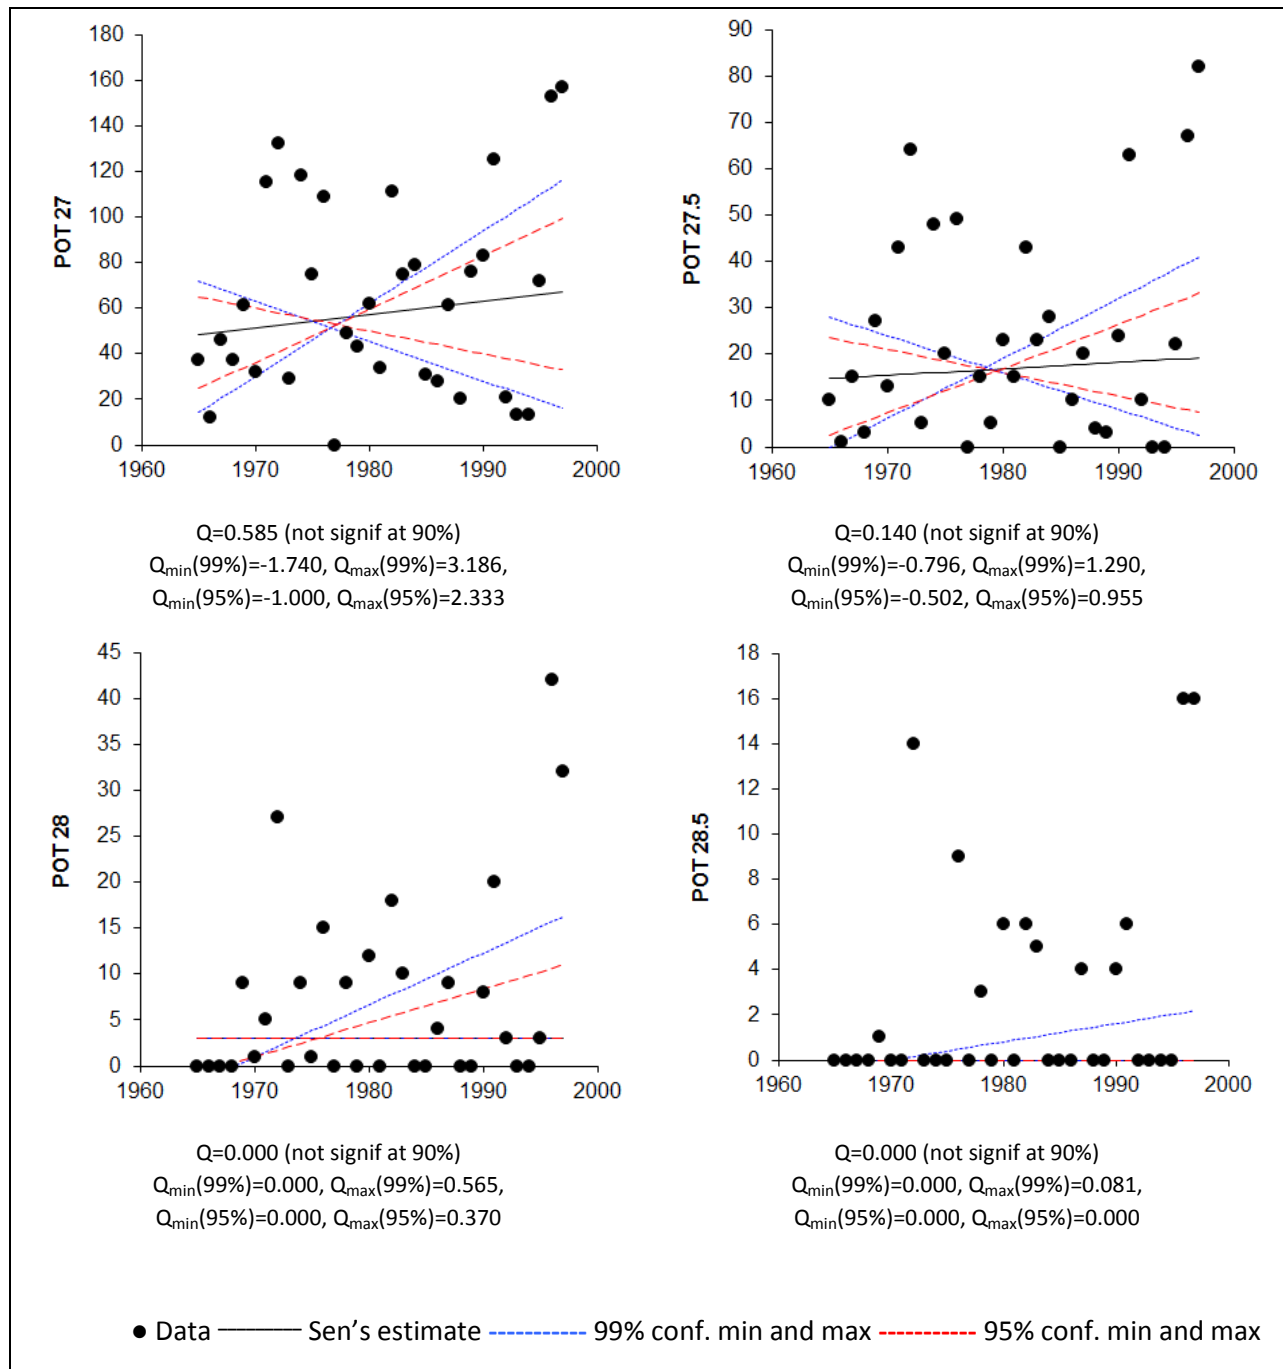 180
160
140
120
100
80
60
40
20
0
POT 27
1960 1970 1980 1990 2000
Q=0.585 (not signif at 90%)
Qmin(99%)=-1.740, Qmax(99%)=3.186,
Qmin(95%)=-1.000, Qmax(95%)=2.333
90
80
70
60
50
40
30
20
10
0
POT 27.5
1960 1970 1980 1990 2000
Q=0.140 (not signif at 90%)
Qmin(99%)=-0.796, Qmax(99%)=1.290,
Qmin(95%)=-0.502, Qmax(95%)=0.955
45
40
35
30
25
20
15
10
5
0
POT 28
1960 1970 1980 1990 2000
Q=0.000 (not signif at 90%)
Qmin(99%)=0.000, Qmax(99%)=0.565,
Qmin(95%)=0.000, Qmax(95%)=0.370
18
16
14
12
10
8
6
4
2
0
POT 28.5
1960 1970 1980 1990 2000
Q=0.000 (not signif at 90%)
Qmin(99%)=0.000, Qmax(99%)=0.081,
Qmin(95%)=0.000, Qmax(95%)=0.000
Data Sen’s estimate 99% conf. min and max 95% conf. min and max